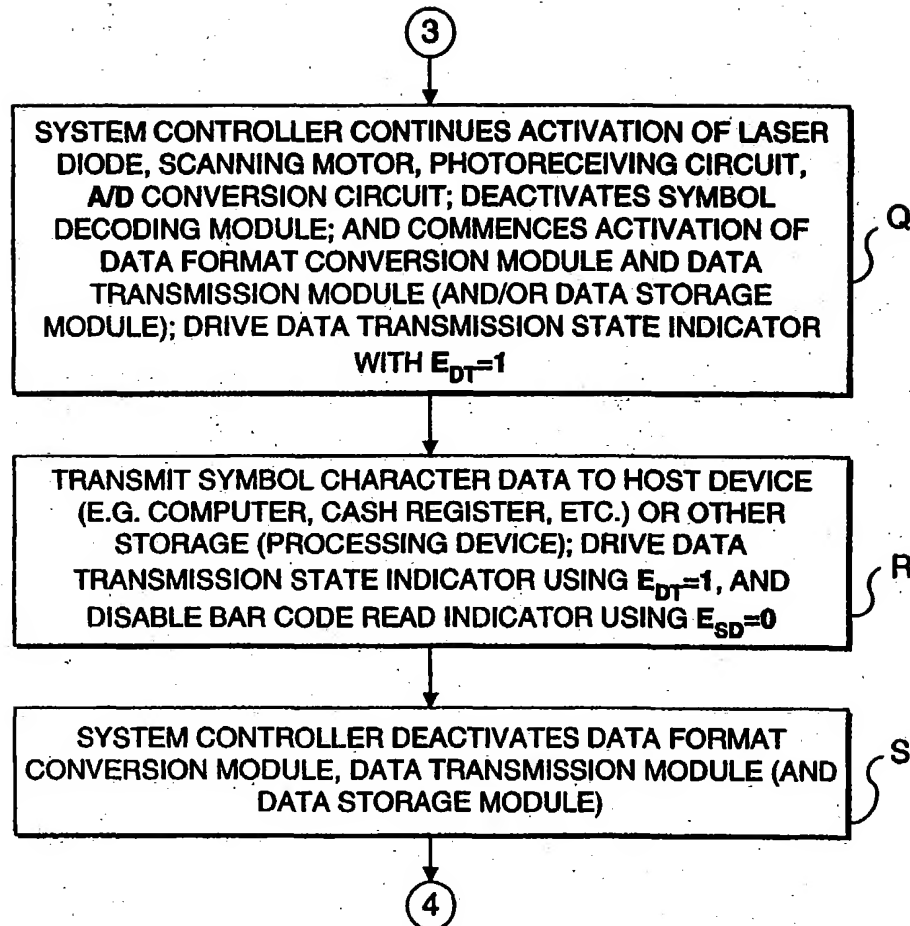 3
SYSTEM CONTROLLER CONTINUES ACTIVATION OF LASER
DIODE, SCANNING MOTOR, PHOTORECEIVING CIRCUIT,
A/D CONVERSION CIRCUIT; DEACTIVATES SYMBOL
DECODING MODULE; AND COMMENCES ACTIVATION OF
DATA FORMAT CONVERSION MODULE AND DATA
TRANSMISSION MODULE (AND/OR DATA STORAGE
MODULE); DRIVE DATA TRANSMISSION STATE INDICATOR
WITH E_DT=1
Q
TRANSMIT SYMBOL CHARACTER DATA TO HOST DEVICE
(E.G. COMPUTER, CASH REGISTER, ETC.) OR OTHER
STORAGE (PROCESSING DEVICE); DRIVE DATA
TRANSMISSION STATE INDICATOR USING E_DT=1, AND
DISABLE BAR CODE READ INDICATOR USING E_SD=0
R
SYSTEM CONTROLLER DEACTIVATES DATA FORMAT
CONVERSION MODULE, DATA TRANSMISSION MODULE (AND
DATA STORAGE MODULE)
S
4